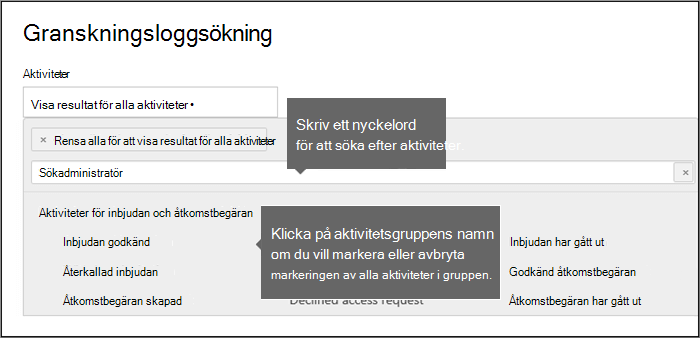 Granskningsloggsökning
Aktiviteter
Visa resultat för alla aktiviteter •
× Rensa alla för att visa resultat för alla aktiviteter
Skriv ett nyckelord
för att söka efter aktiviteter.
Sökadministratör ×
Aktiviteter för inbjudan och åtkomstbegäran
Klicka på aktivitetsgruppens namn
om du vill markera eller avbryta
markeringen av alla aktiviteter i gruppen.
Inbjudan godkänd Inbjudan har gått ut
Återkallad inbjudan Godkänd åtkomstbegäran
Åtkomstbegäran skapad Declined access request Åtkomstbegäran har gått ut